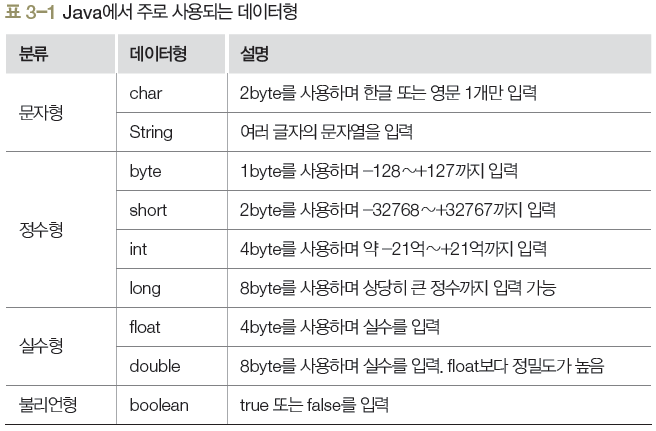 표 3-1 Java에서 주로 사용되는 데이터형
분류 데이터형 설명
문자형 char 2byte를 사용하며 한글 또는 영문 1개만 입력
String 여러 글자의 문자열을 입력
정수형 byte 1byte를 사용하며 -128~+127까지 입력
short 2byte를 사용하며 -32768~+32767까지 입력
int 4byte를 사용하며 약 -21억~+21억까지 입력
long 8byte를 사용하며 상당히 큰 정수까지 입력 가능
실수형 float 4byte를 사용하며 실수를 입력
double 8byte를 사용하며 실수를 입력. float보다 정밀도가 높음
불리언형 boolean true 또는 false를 입력